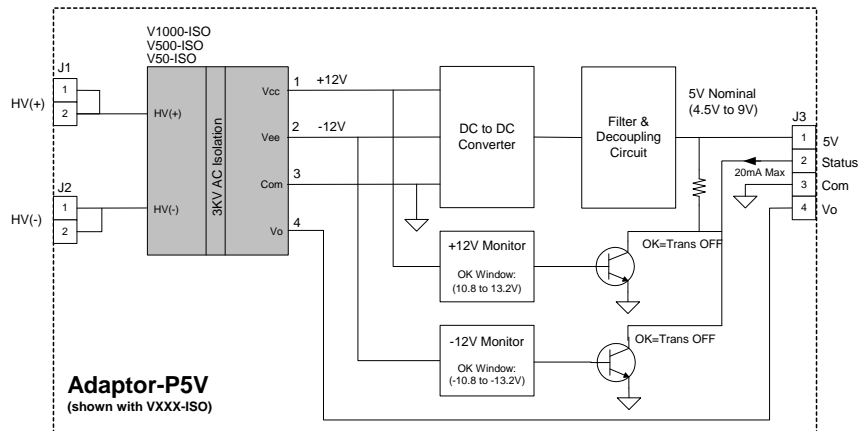 V1000-ISO
V500-ISO
V50-ISO
J1
1
2
HV(+)
HV(+)
J2
1
2
HV(-)
HV(-)
3KV AC Isolation
Vcc
1
+12V
Vee
2
-12V
Com
3
Vo
4
DC to DC
Converter
Filter &
Decoupling
Circuit
5V Nominal
(4.5V to 9V)
J3
1
5V
2
Status
20mA Max
3
Com
4
Vo
+12V Monitor
OK Window:
(10.8 to 13.2V)
OK=Trans OFF
-12V Monitor
OK Window:
(-10.8 to -13.2V)
OK=Trans OFF
Adaptor-P5V
(shown with VXXX-ISO)